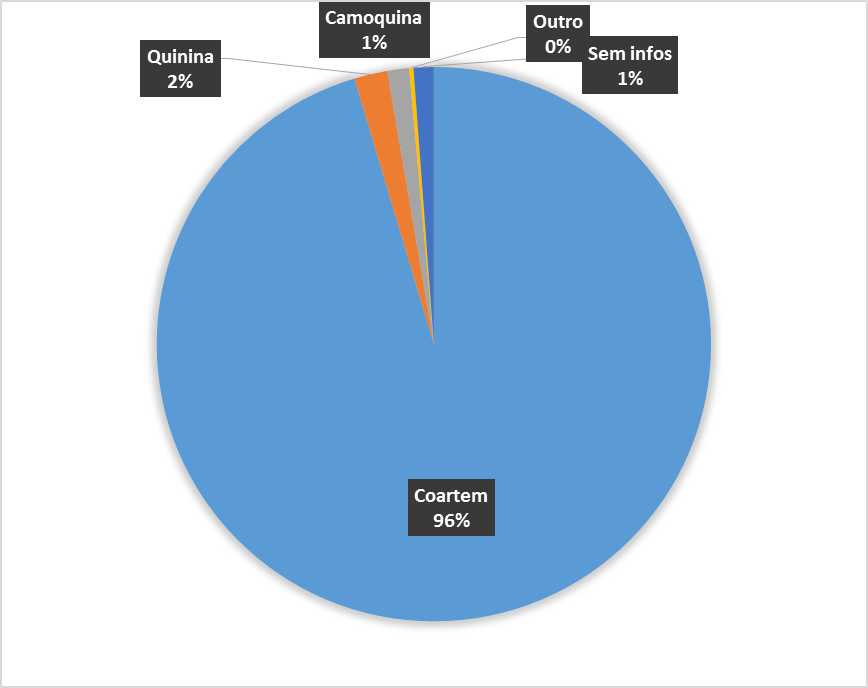 Camoquina
1%
Outro
0%
Quinina
2%
Sem infos
1%
Coartem
96%